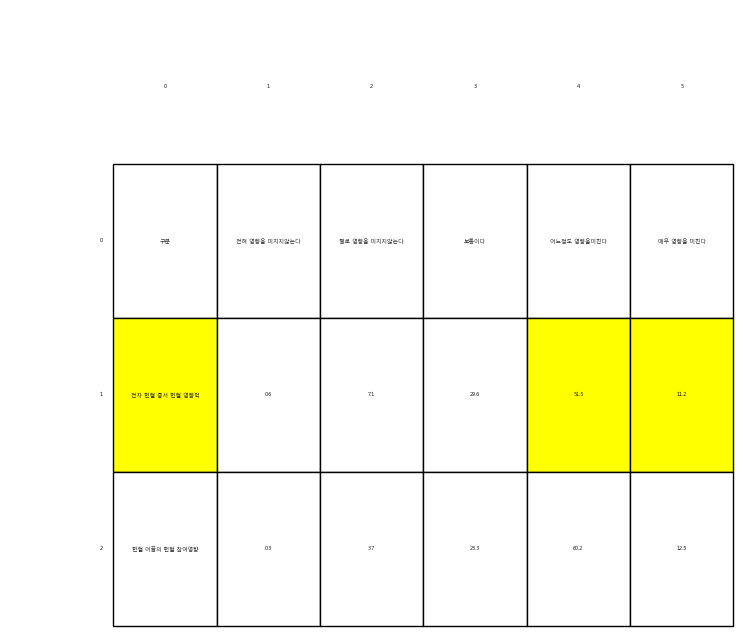 0 1 2 3 4 5
0 구분 전혀 영향을 미치지않는다 별로 영향을 미치지않는다 보통이다 어느정도 영향을미친다 매우 영향을 미친다
1 전자 헌혈 증서 헌혈 영향력 0.6 7.1 29.6 51.5 11.2
2 헌혈 어플의 헌혈 참여영향 0.3 3.7 23.3 60.2 12.5